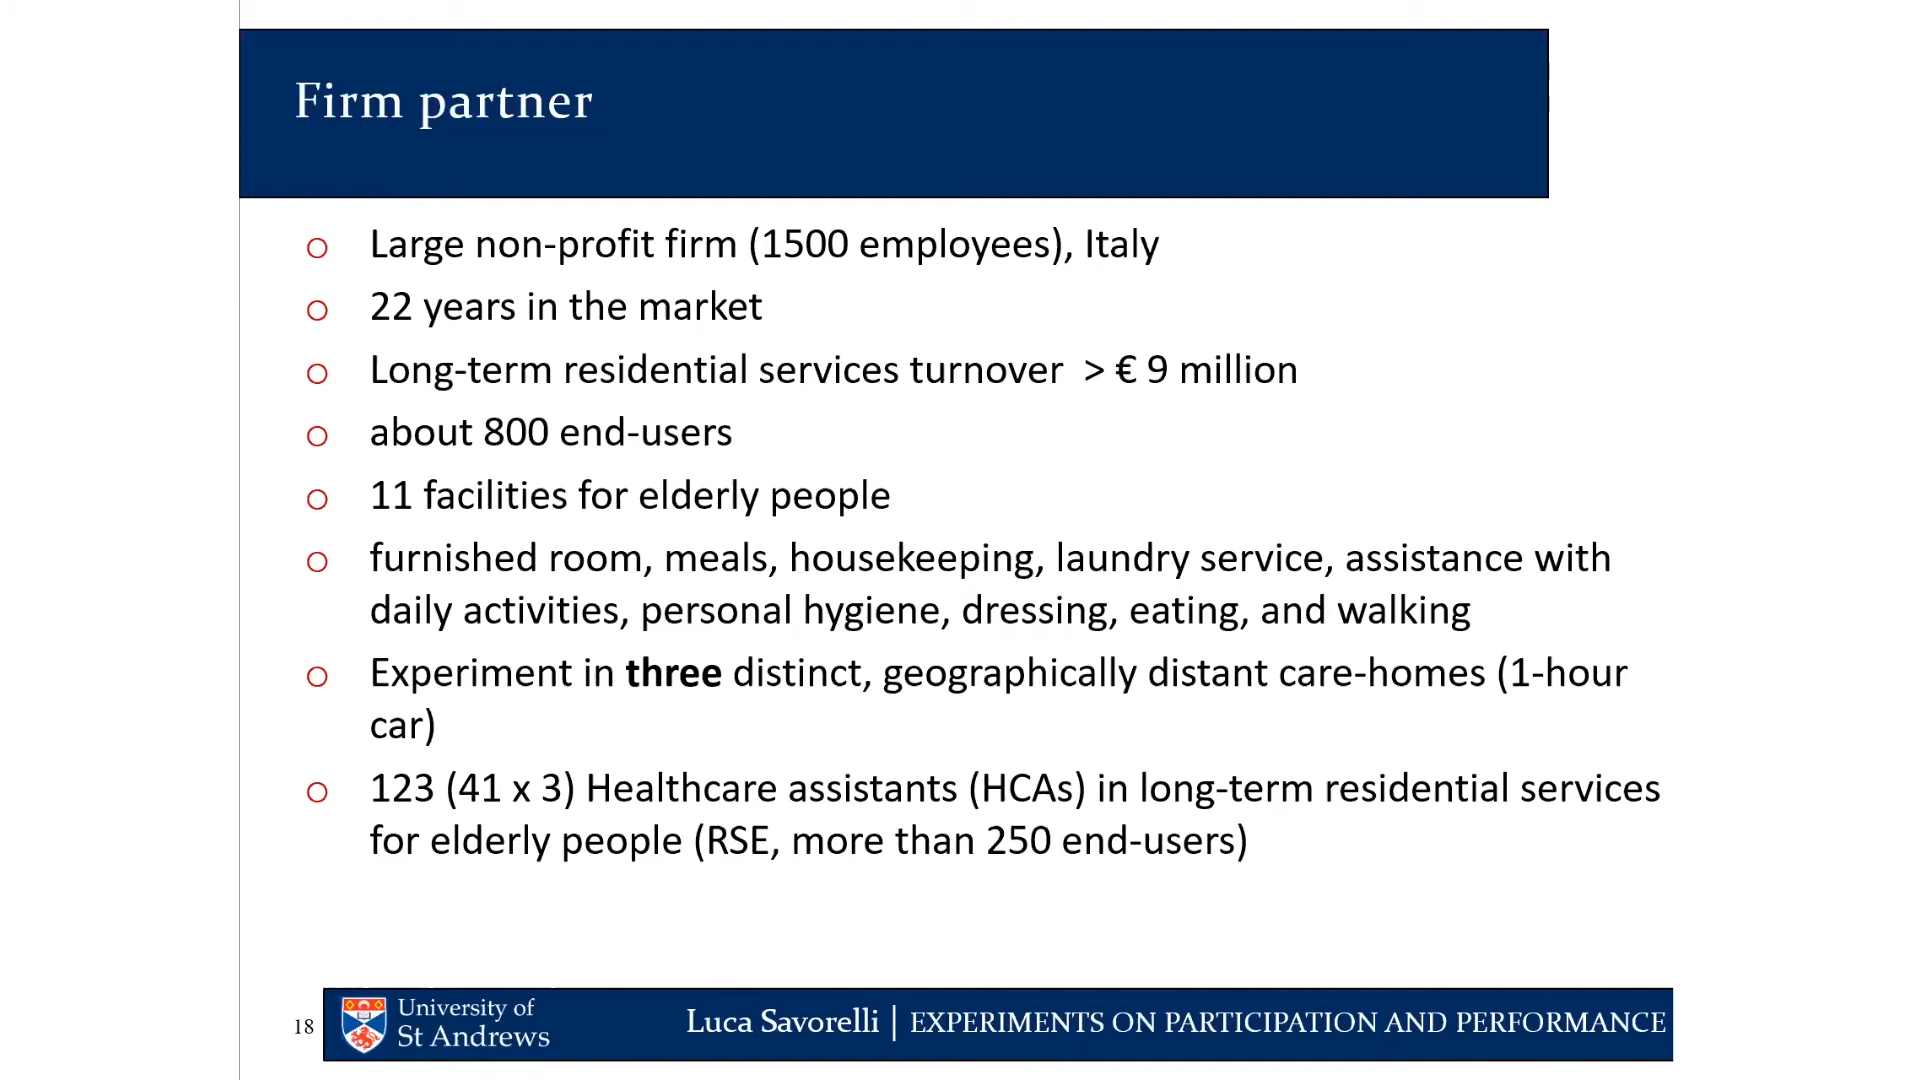 Firm partner
o Large non-profit firm (1500 employees), Italy
o 22 years in the market
o Long-term residential services turnover > € 9 million
o about 800 end-users
o 11 facilities for elderly people
o furnished room, meals, housekeeping, laundry service, assistance with
daily activities, personal hygiene, dressing, eating, and walking
o Experiment in three distinct, geographically distant care-homes (1-hour
car)
o 123 (41 x 3) Healthcare assistants (HCAs) in long-term residential services
for elderly people (RSE, more than 250 end-users)
18
University of
St Andrews
Luca Savorelli | EXPERIMENTS ON PARTICIPATION AND PERFORMANCE